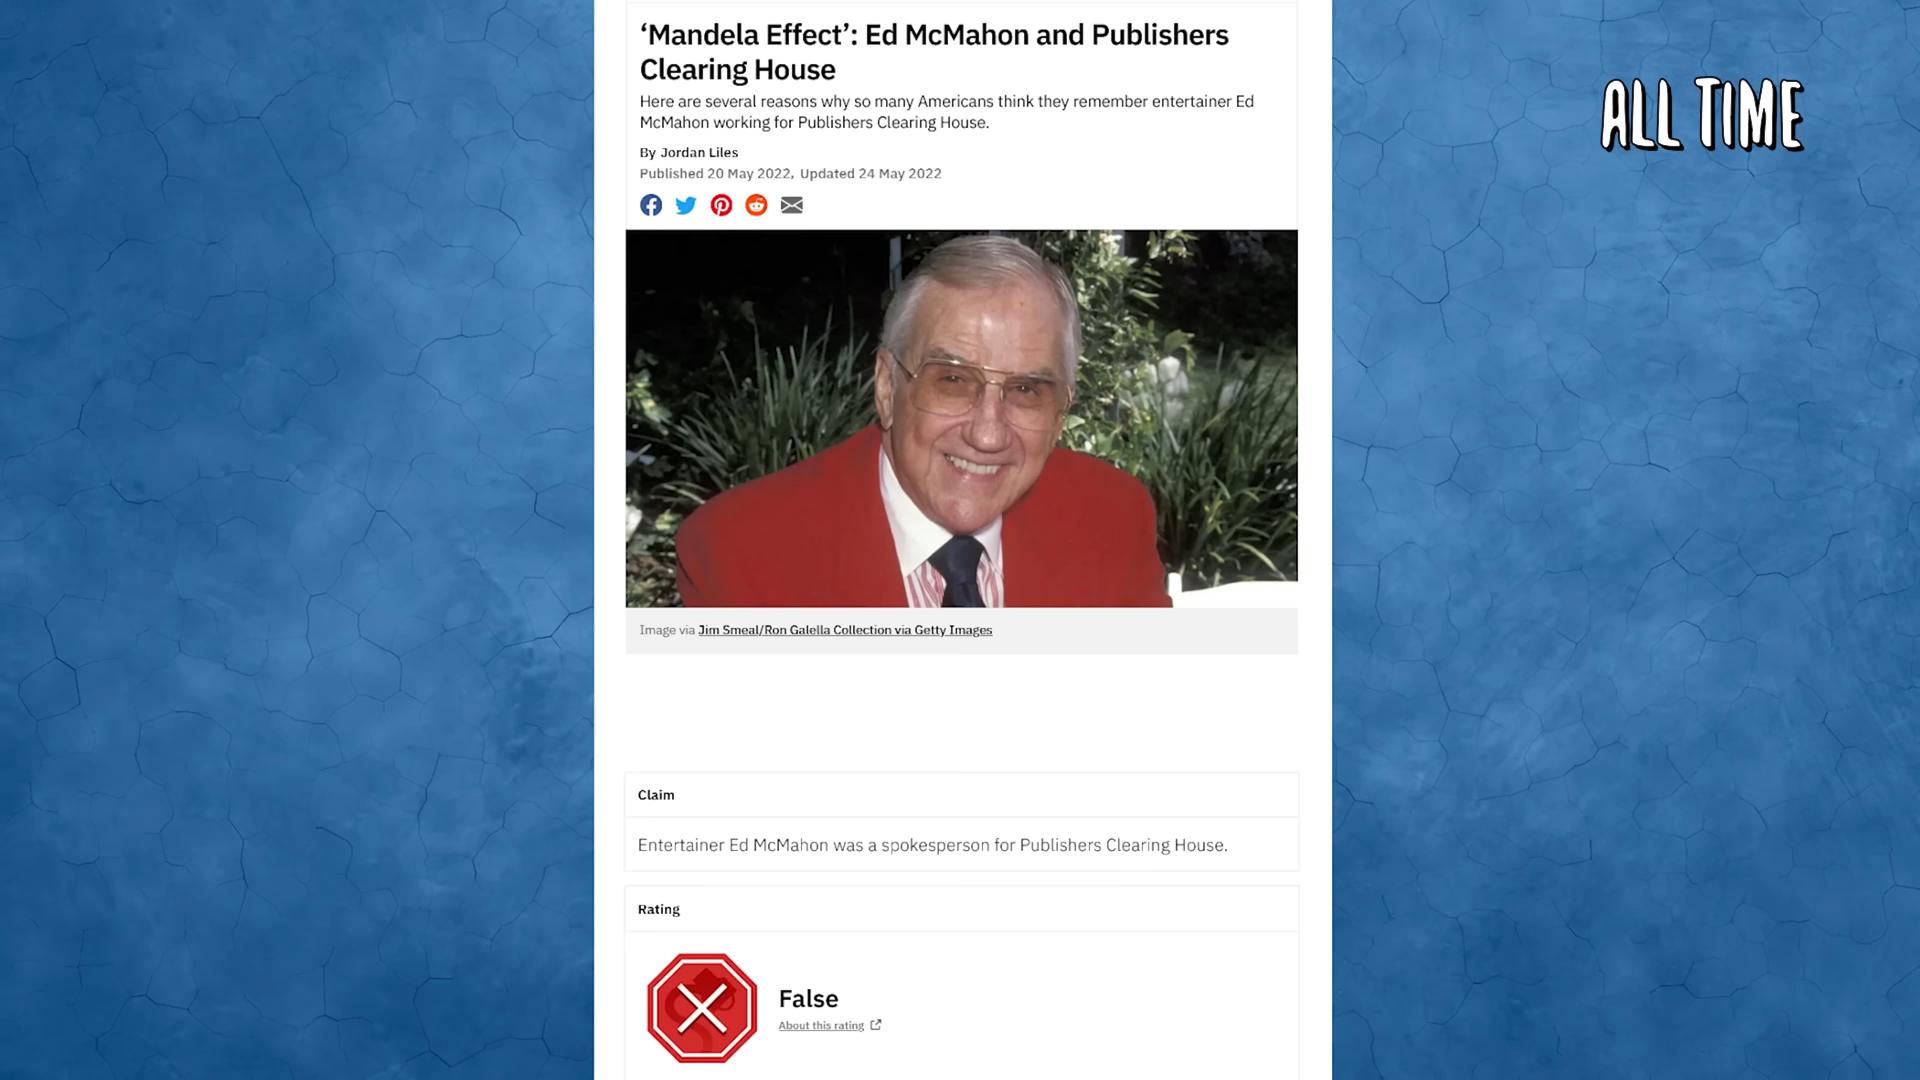 ‘Mandela Effect’: Ed McMahon and Publishers
Clearing House
Here are several reasons why so many Americans think they remember entertainer Ed
McMahon working for Publishers Clearing House.
By Jordan Liles
Published 20 May 2022, Updated 24 May 2022
ALL TIME
Image via Jim Smeal/Ron Galella Collection via Getty Images
Claim
Entertainer Ed McMahon was a spokesperson for Publishers Clearing House.
Rating
False
About this rating